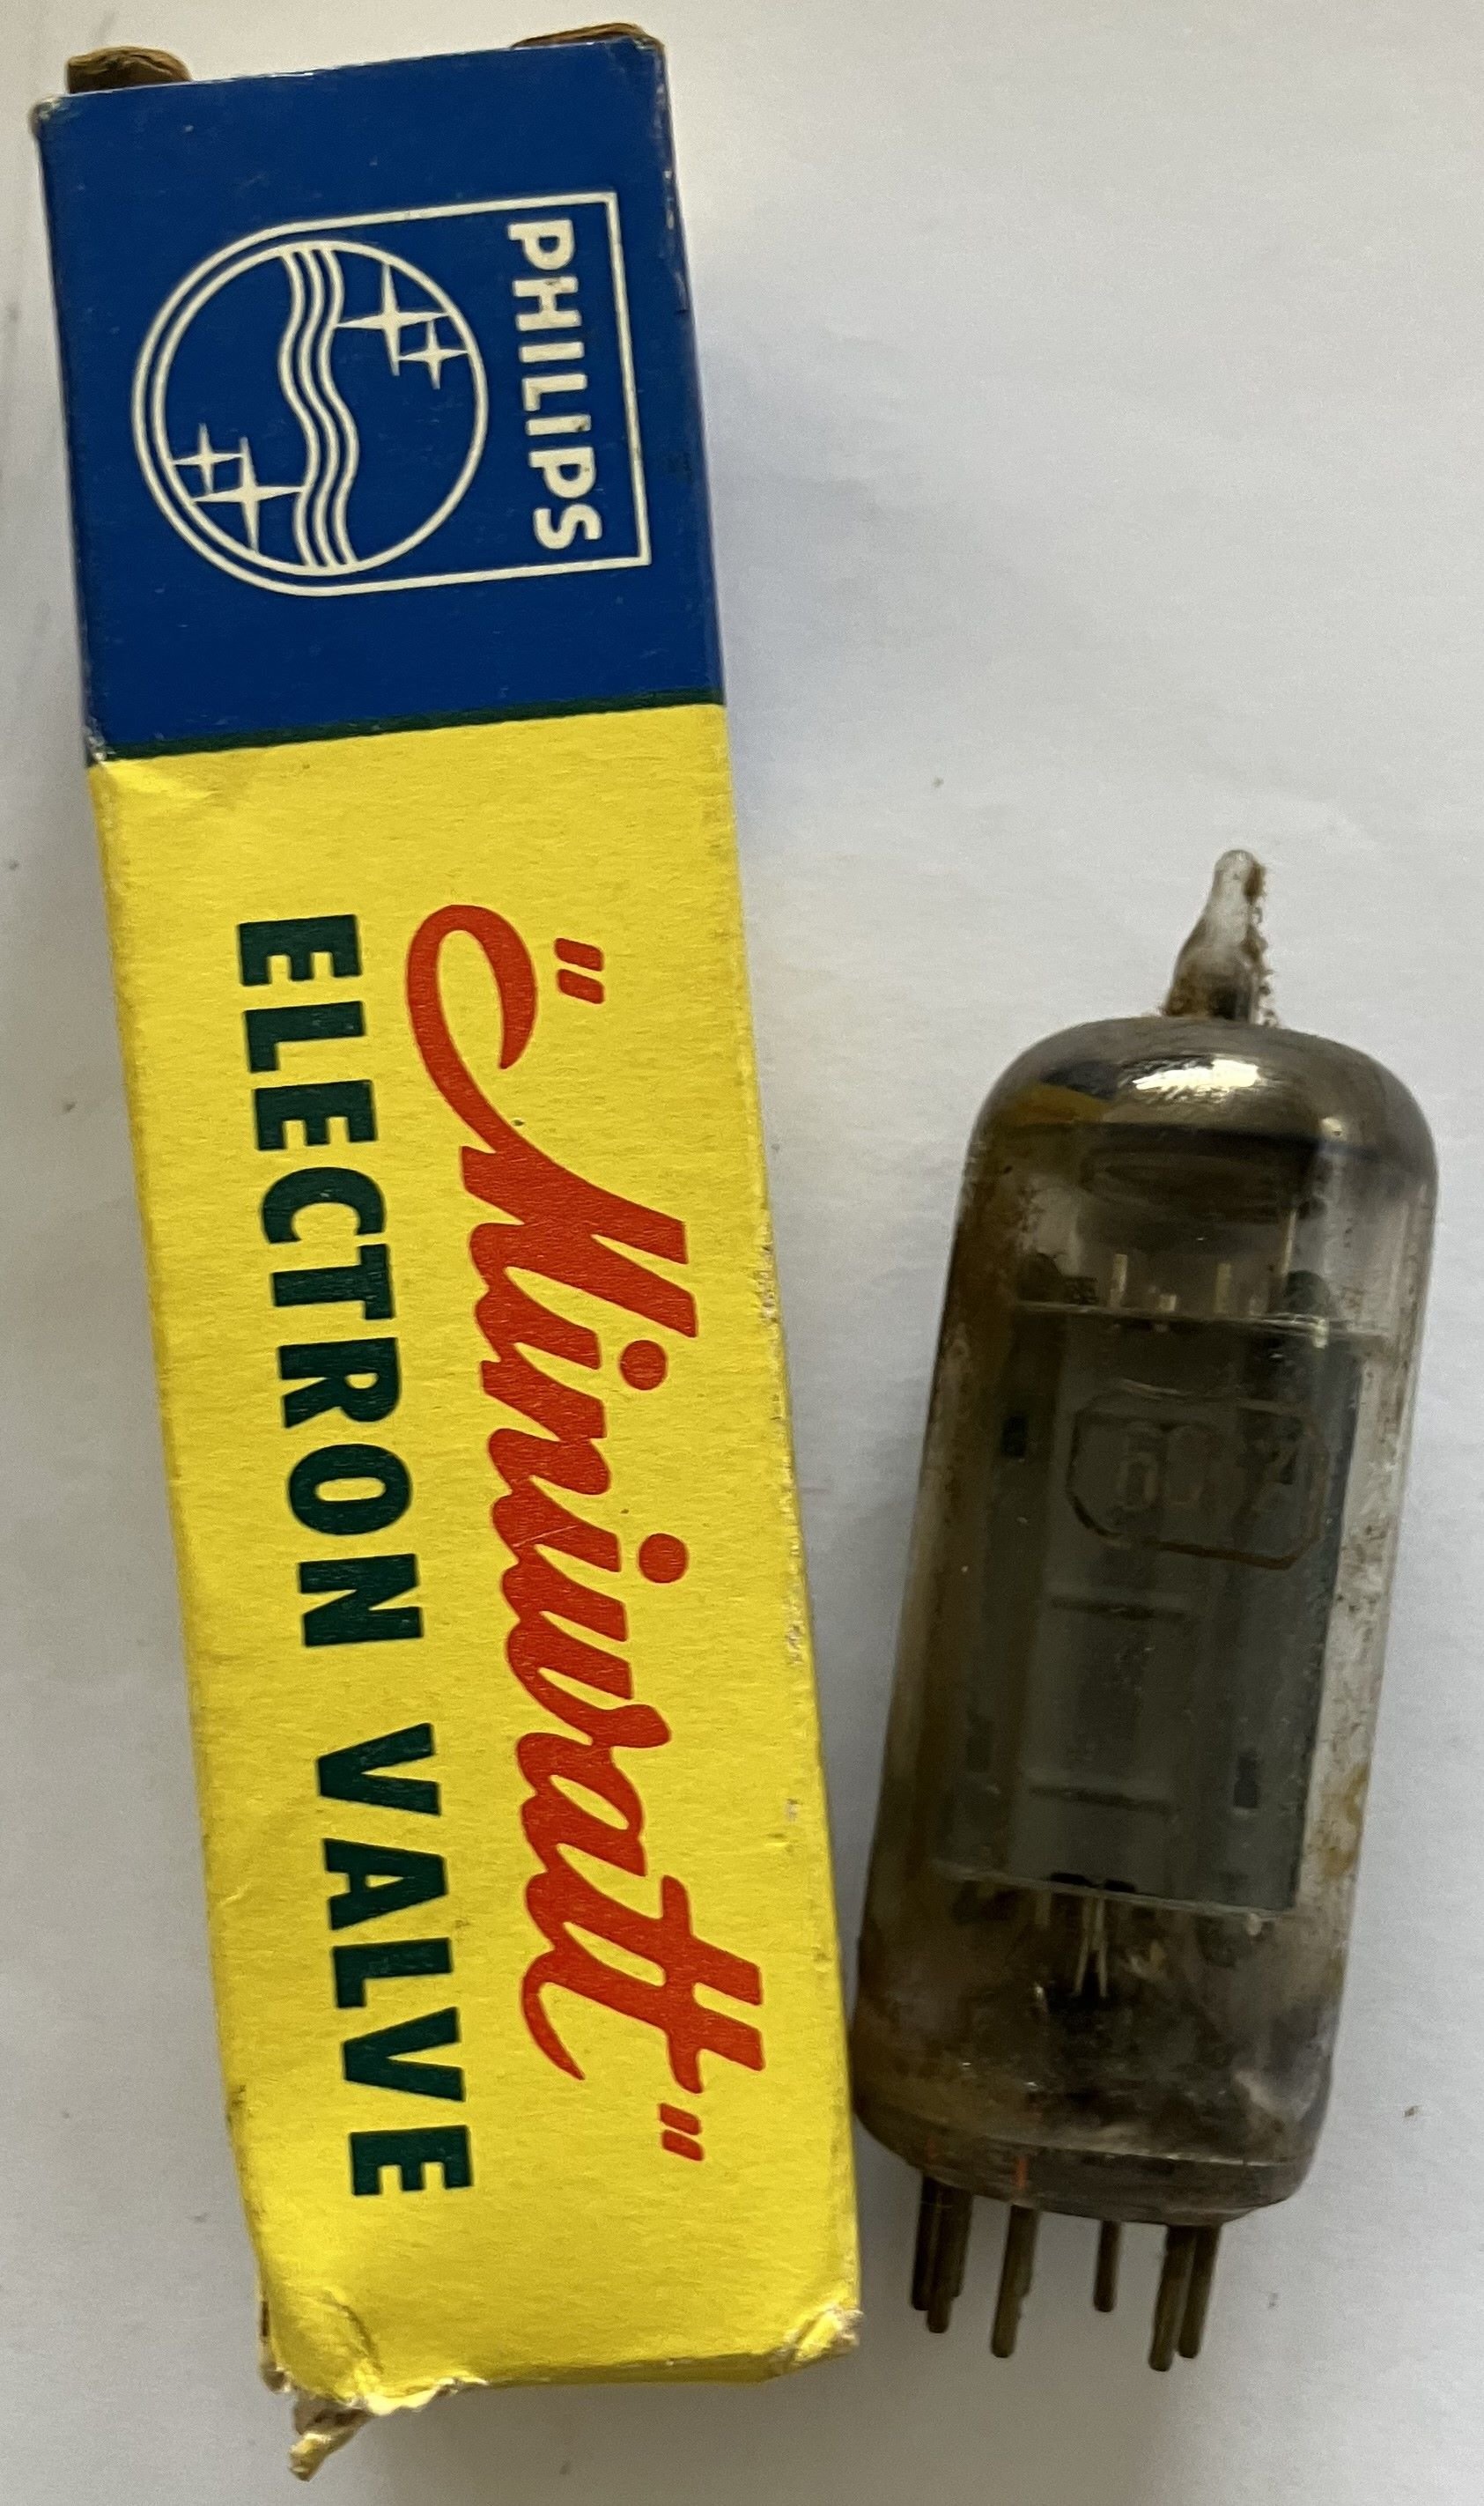 PHILIPS
"Miniwatt"
ELECTRON VALVE